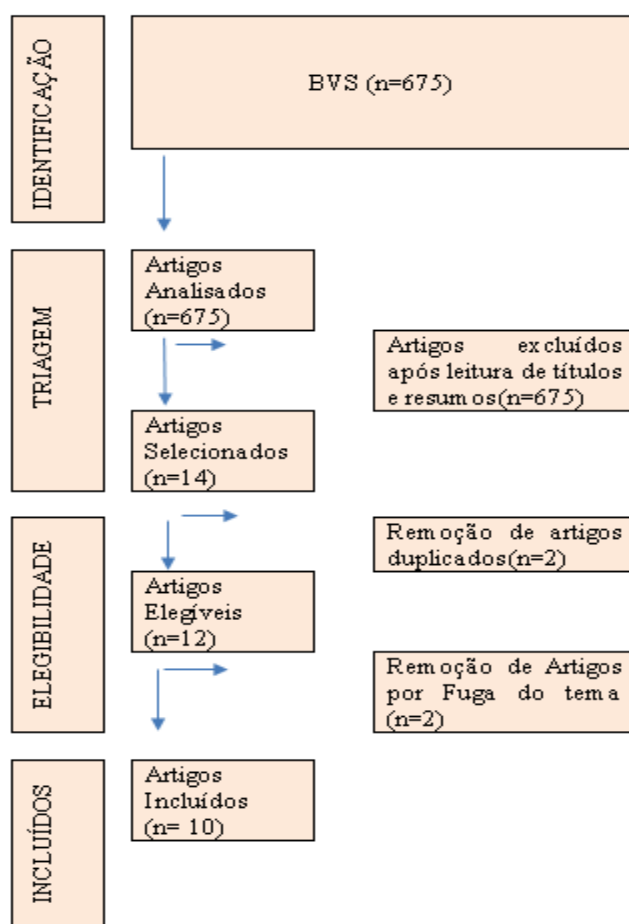 IDENTIFICAÇÃO
BVS (n=675)
TRIAGEM
Artigos
Analisados
(n=675)
Artigos excluídos
após leitura de títulos
e resumos(n=675)
Artigos
Selecionados
(n=14)
ELEGIBILIDADE
Remoção de artigos
duplicados(n=2)
Artigos
Elegíveis
(n=12)
Remoção de Artigos
por Fuga do tema
(n=2)
INCLUÍDOS
Artigos
Incluídos
(n= 10)